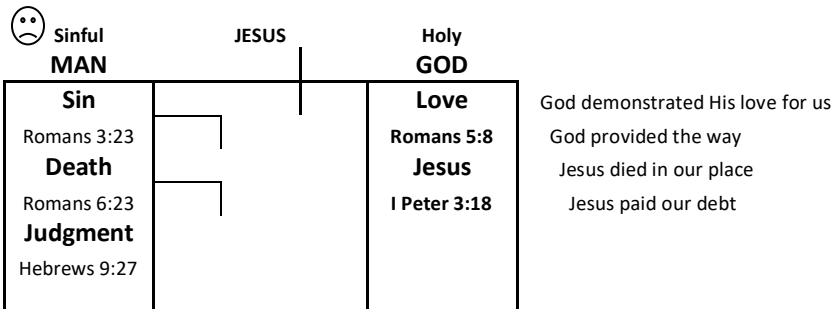 Sinful JESUS Holy
MAN GOD
Sin Love God demonstrated His love for us
Romans 3:23 Romans 5:8 God provided the way
Death Jesus Jesus died in our place
Romans 6:23 I Peter 3:18 Jesus paid our debt
Judgment
Hebrews 9:27